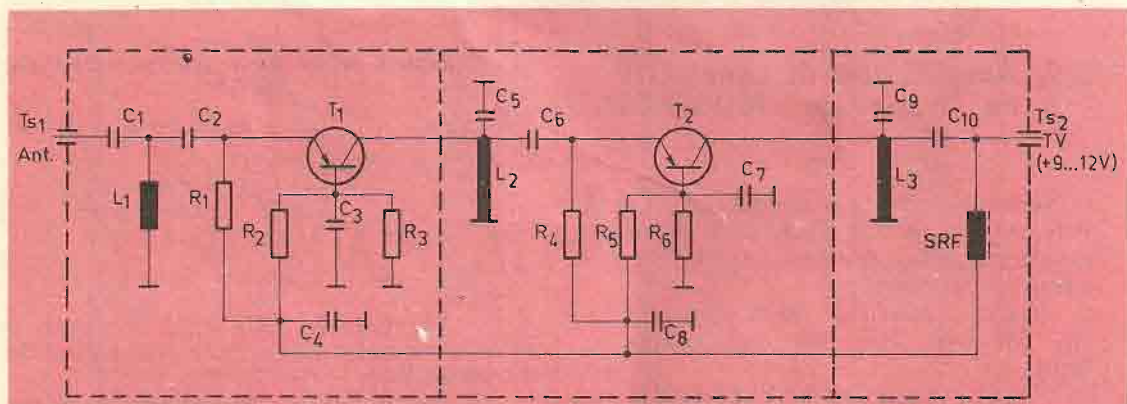 Ts1
Ant.
C1
L1
C2
R1
T1
R2
C3
R3
C4
C5
L2
C6
T2
R4
R5
R6
C7
C8
C9
L3
C10
SRF
Ts2
TV
(+9...12V)